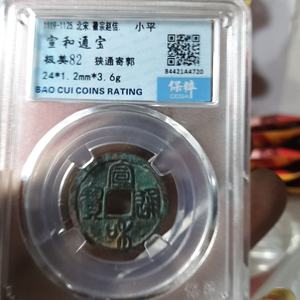 1119-1125 北宋 徽宗赵佶 小平
宣和通宝
极美82 狭通寄郭
24*1.2mm*3.6g
BAO CUI COINS RATING
84421A4720
保粹
宣和通寳